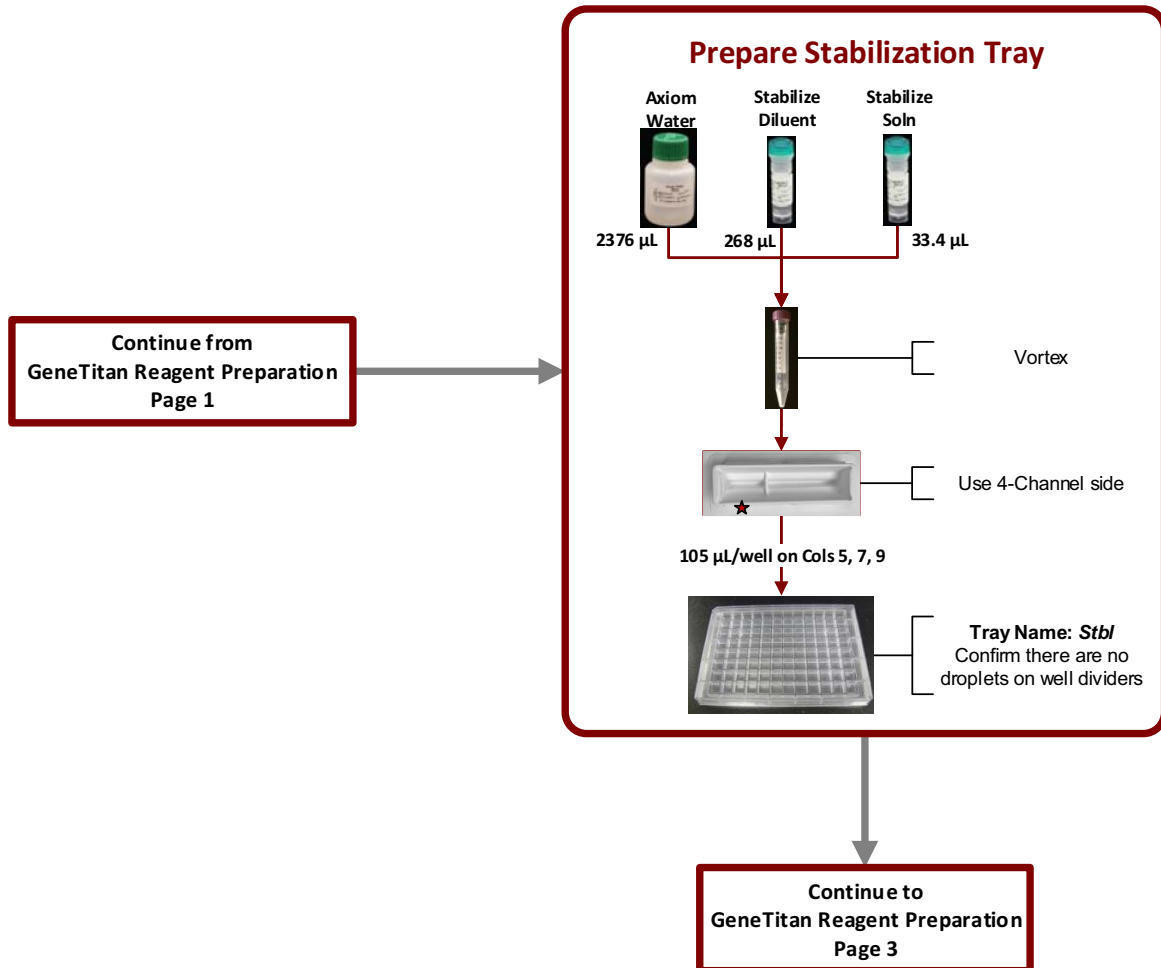 Prepare Stabilization Tray
Axiom
Water
Stabilize
Diluent
Stabilize
Soln
2376 µL
268 µL
33.4 µL
Continue from
GeneTitan Reagent Preparation
Page 1
Vortex
Use 4-Channel side
105 µL/well on Cols 5, 7, 9
Tray Name: Stbl
Confirm there are no
droplets on well dividers
Continue to
GeneTitan Reagent Preparation
Page 3